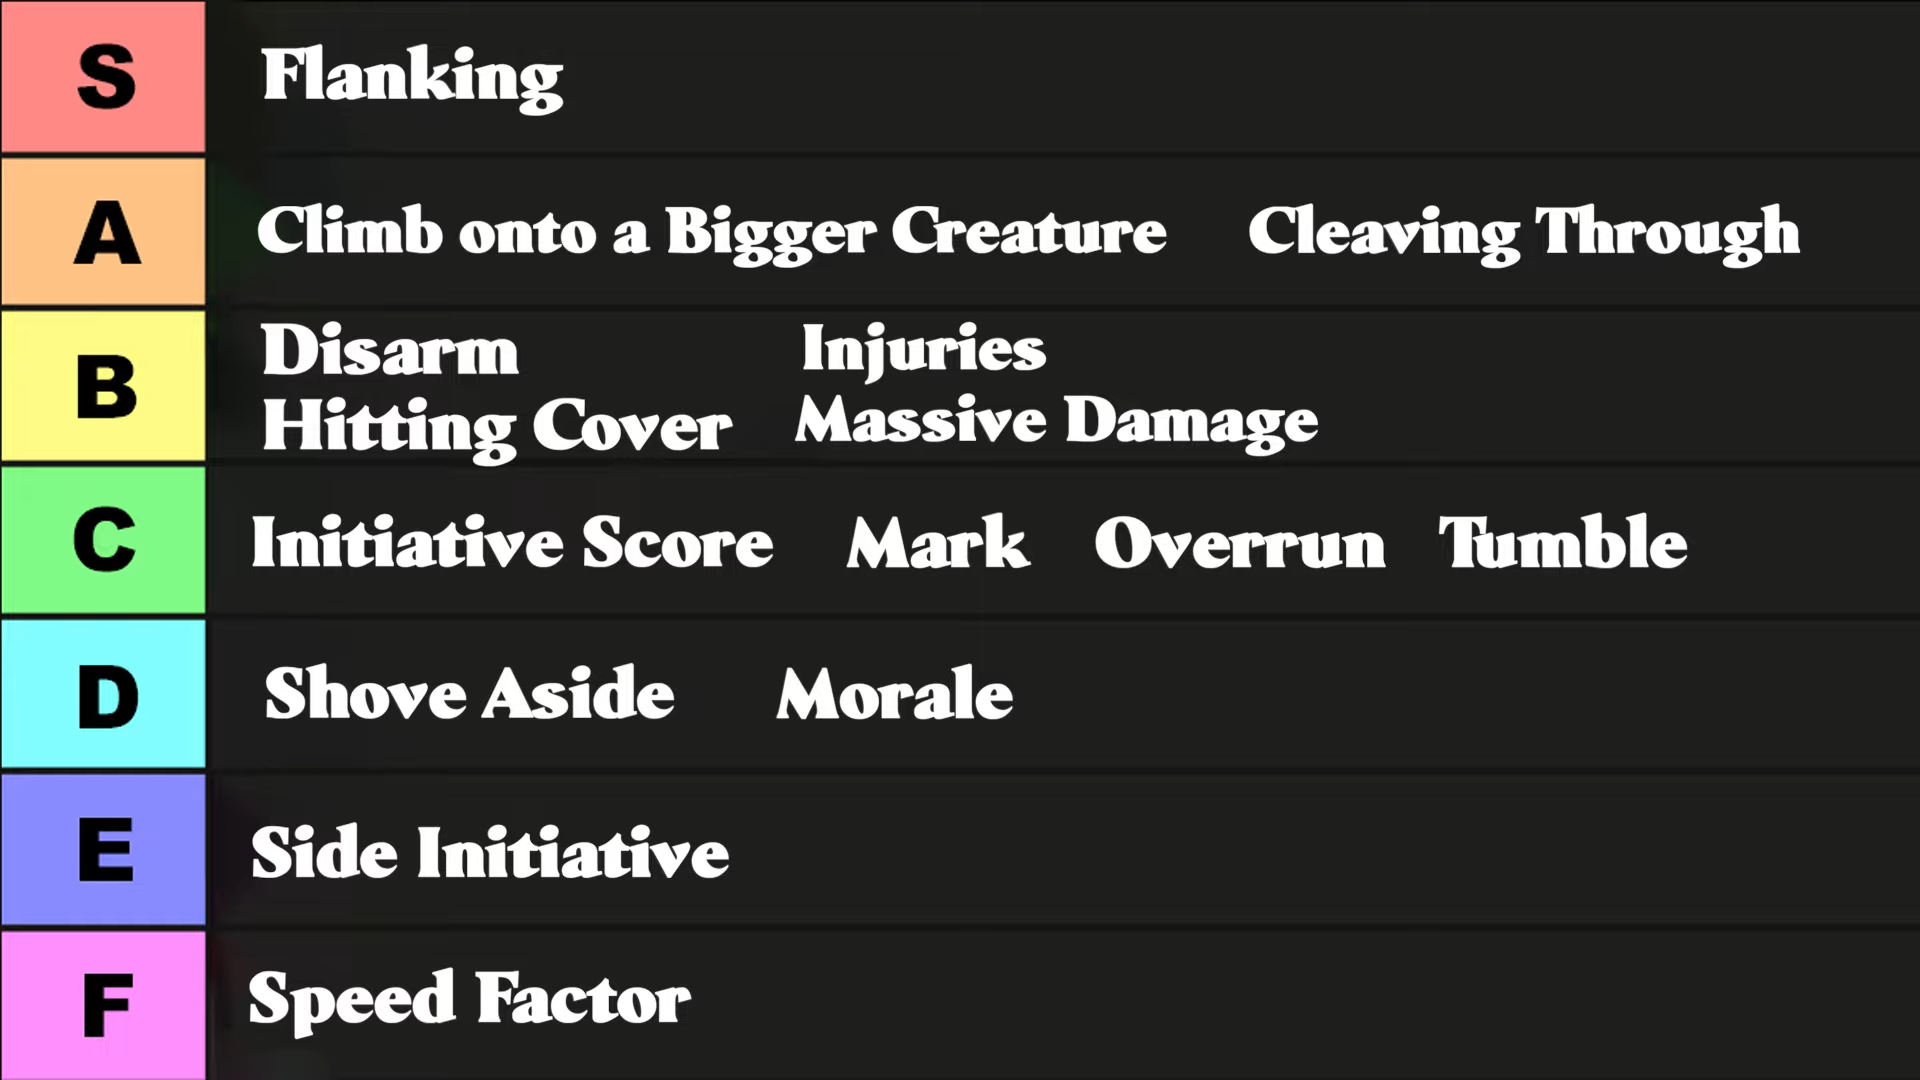 S
Flanking
A
Climb onto a Bigger Creature Cleaving Through
B
Disarm Injuries
Hitting Cover Massive Damage
C
Initiative Score Mark Overrun Tumble
D
Shove Aside Morale
E
Side Initiative
F
Speed Factor